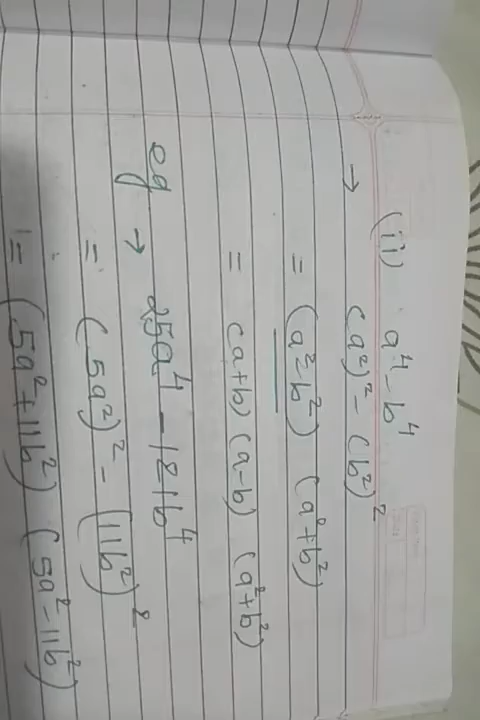 (ii) a⁴ - b⁴
→ (a²)² - (b²)²
= (a² - b²) (a² + b²)
= (a+b) (a-b) (a² + b²)
eg → 25a⁴ - 121b⁴
= (5a²)² - (11b²)²
= (5a² + 11b²) (5a² - 11b²)